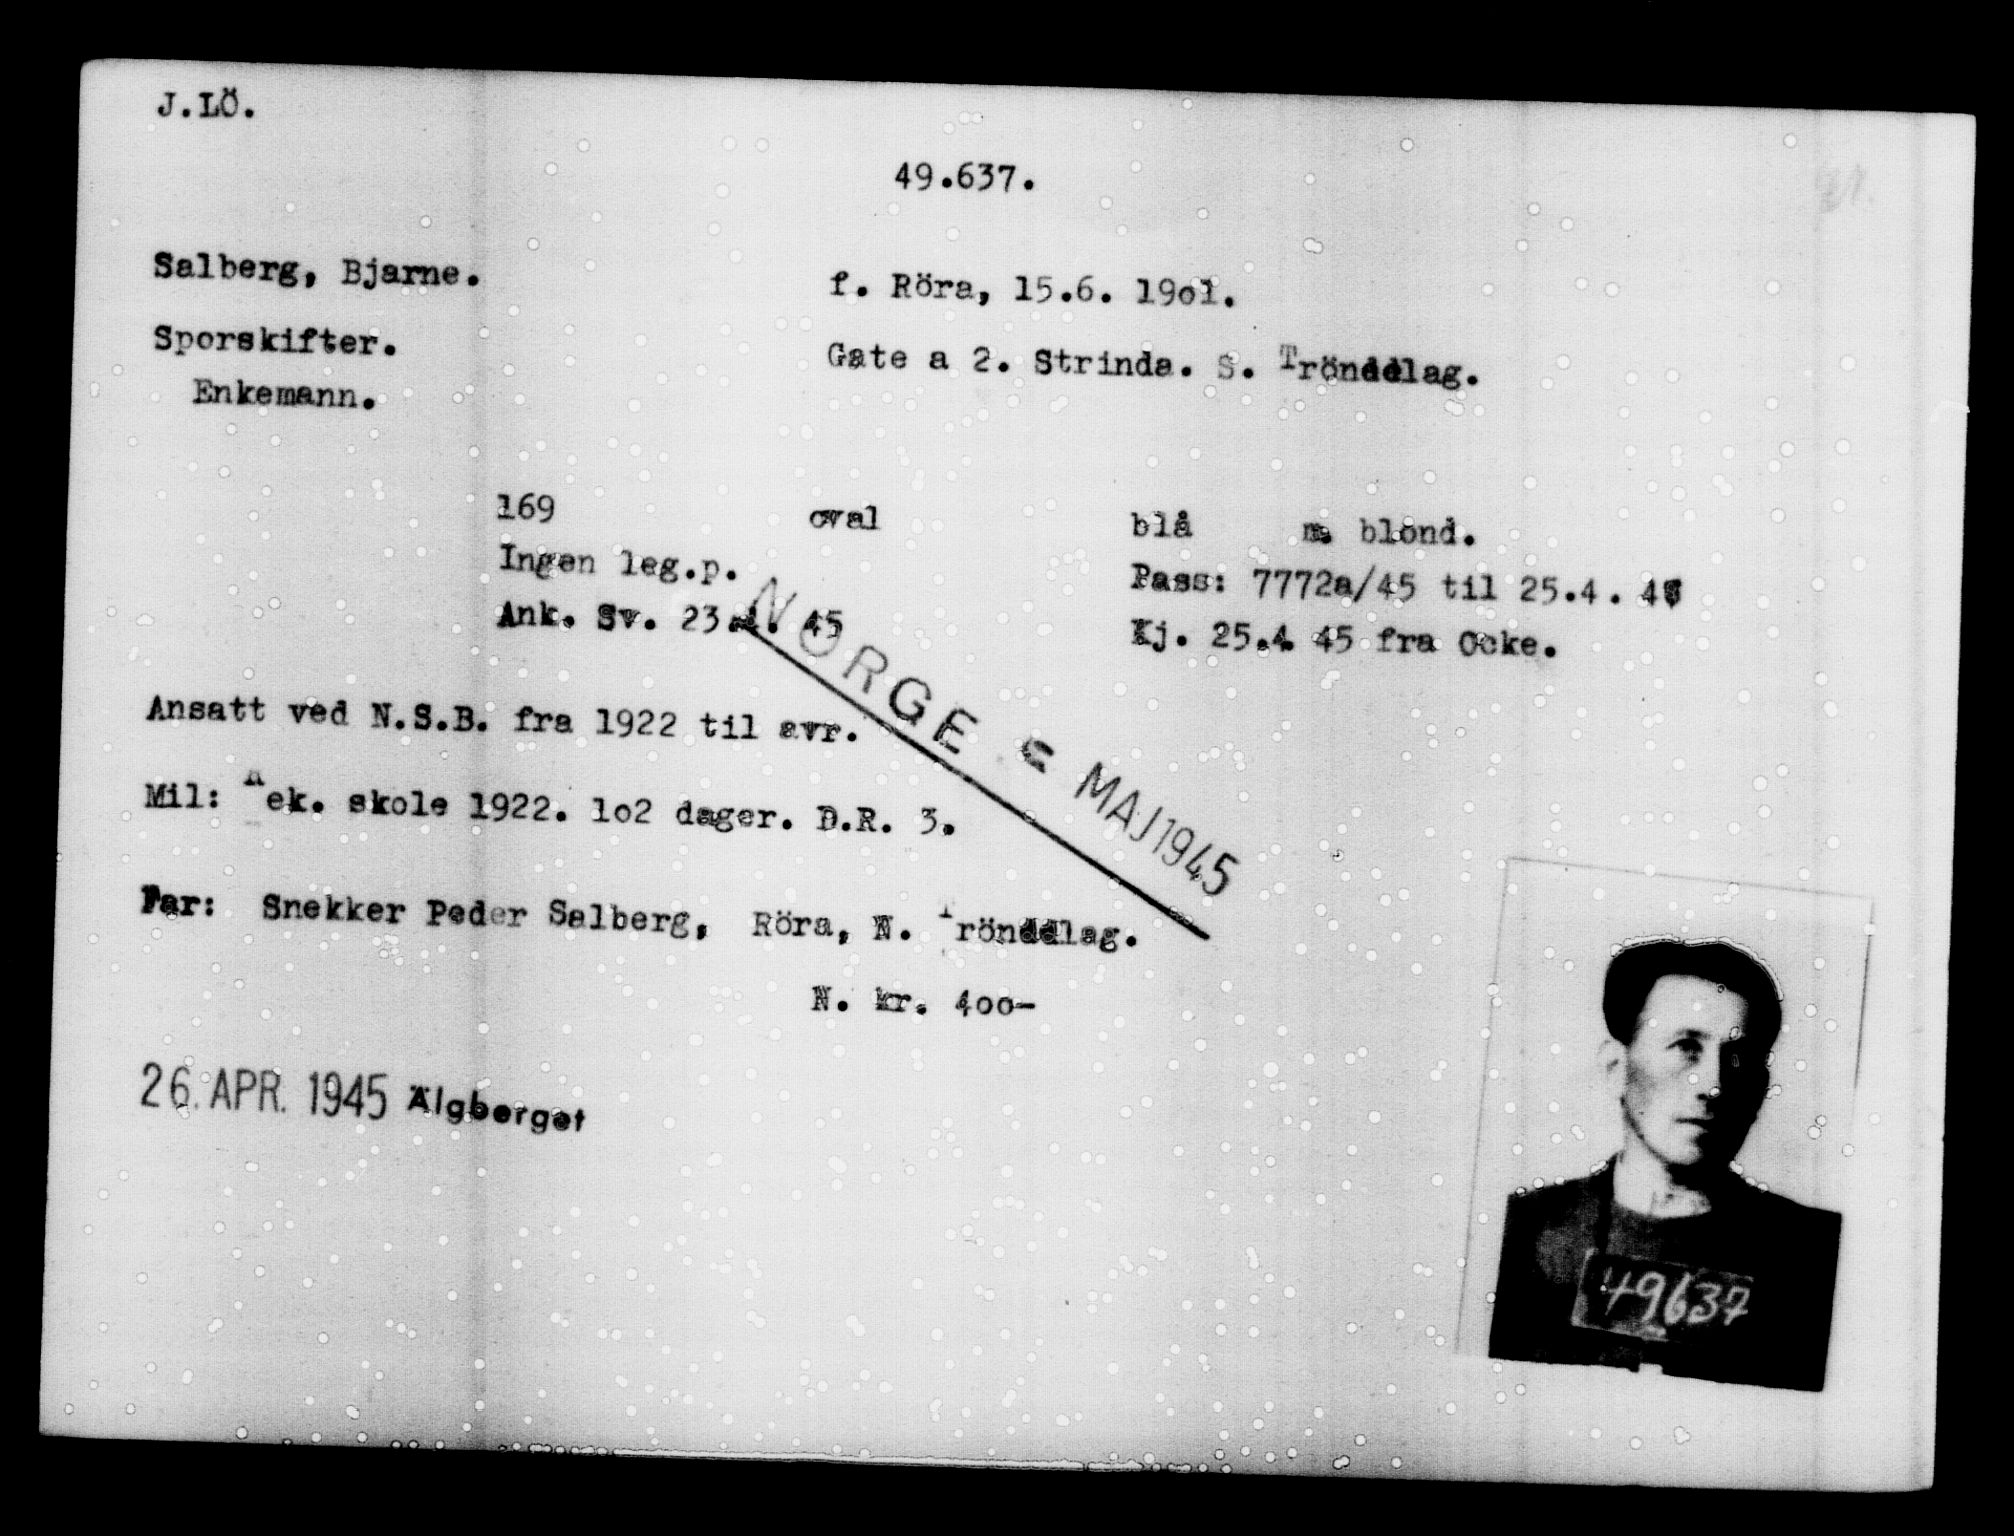 J.LÖ.
49.637.
Salberg, Bjarne.
f. Röra, 15.6. 19o1.
Sporskifter.
Gate a 2. Strinda. S. Trönddlag.
Enkemann.
169 oval blå m. blond.
Ingen leg.p.
Pass: 7772a/45 til 25.4.
Ank. Sv. 23.4. 45
Kj. 25.4. 45 fra Ocke.
NORGE = MAJ 1945
Ansatt ved N.S.B. fra 1922 til avr.
Mil: Rek. skole 1922. 1o2 dager. D.R. 3.
Far: Snekker Peder Salberg, Röra, N. Trönddlag.
N. kr. 4oo-
26. APR. 1945 Älgberget
49637